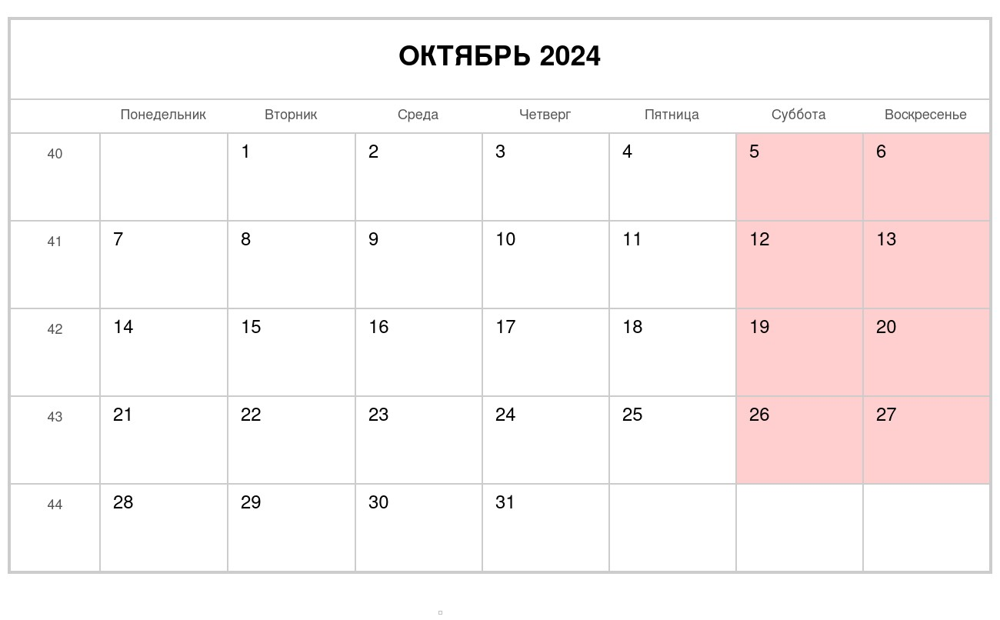 ОКТЯБРЬ 2024
Понедельник Вторник Среда Четверг Пятница Суббота Воскресенье
40 1 2 3 4 5 6
41 7 8 9 10 11 12 13
42 14 15 16 17 18 19 20
43 21 22 23 24 25 26 27
44 28 29 30 31